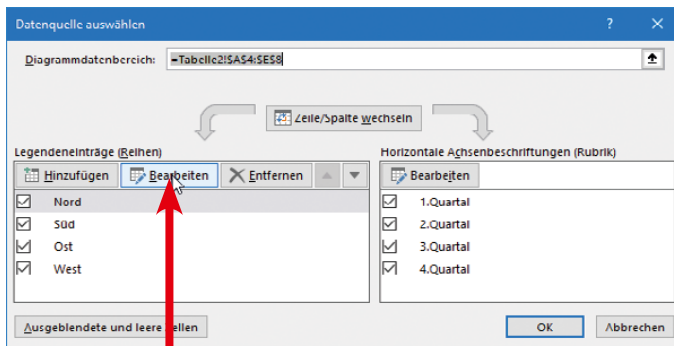 Datenquelle auswählen
Diagrammdatenbereich: =Tabelle2!$A$4:$E$8
Zeile/Spalte wechseln
Legendeneinträge (Reihen)
Hinzufügen Bearbeiten Entfernen
Nord
Süd
Ost
West
Horizontale Achsenbeschriftungen (Rubrik)
Bearbeiten
1.Quartal
2.Quartal
3.Quartal
4.Quartal
Ausgeblendete und leere Zellen
OK Abbrechen